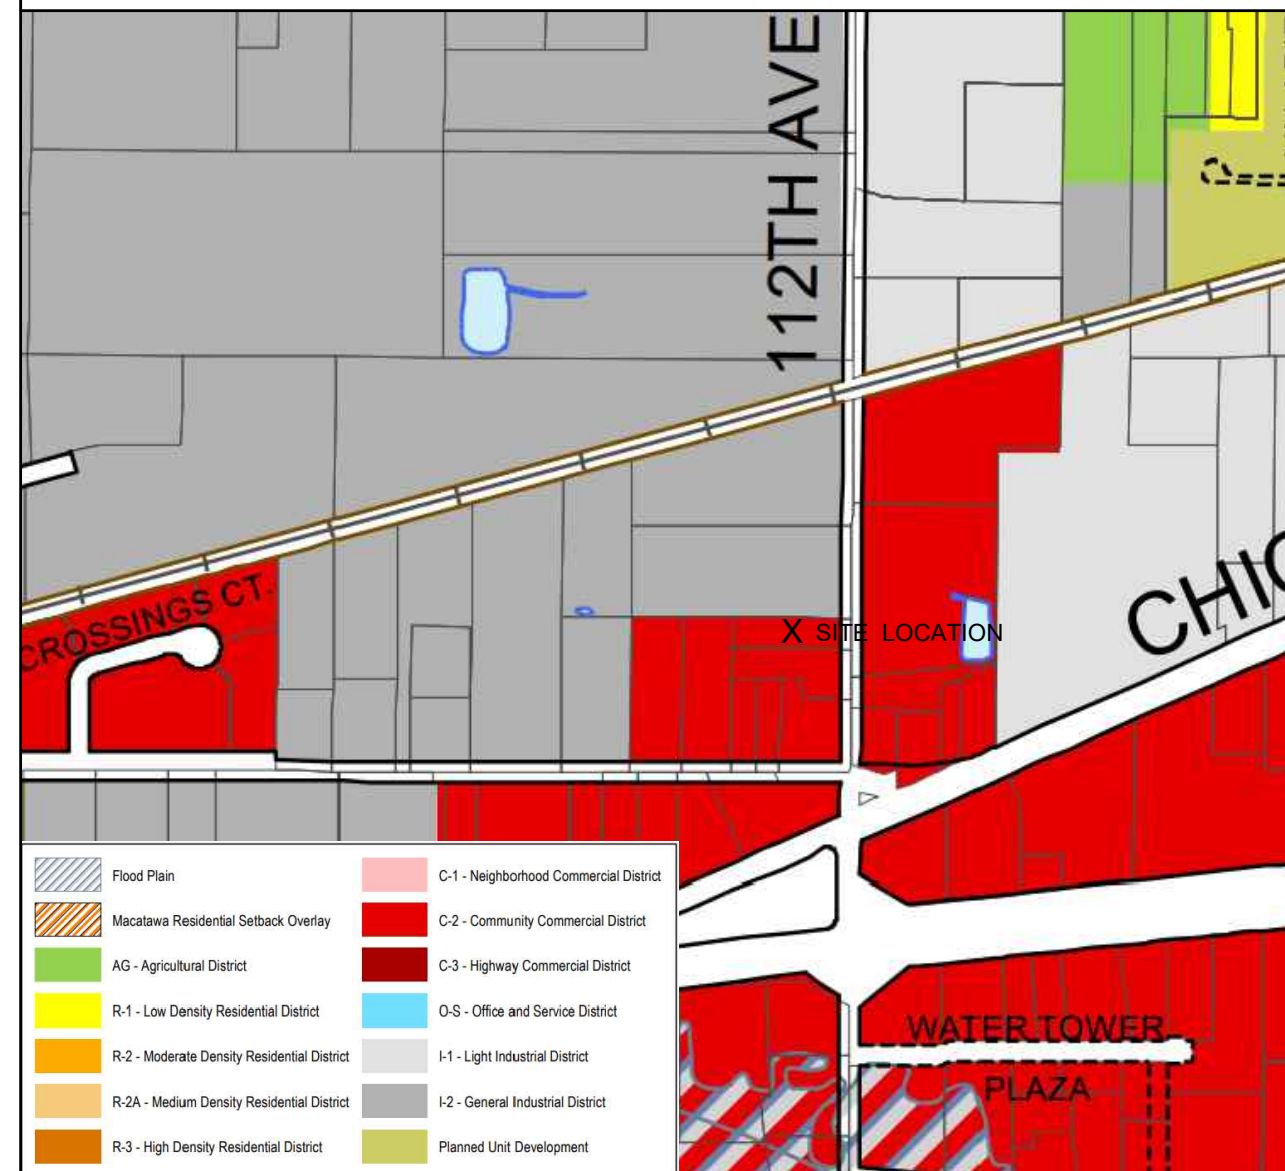 112TH AVE
CROSSINGS CT.
X SITE LOCATION
Flood Plain
Macatawa Residential Setback Overlay
AG - Agricultural District
R-1 - Low Density Residential District
R-2 - Moderate Density Residential District
R-2A - Medium Density Residential District
R-3 - High Density Residential District
C-1 - Neighborhood Commercial District
C-2 - Community Commercial District
C-3 - Highway Commercial District
O-S - Office and Service District
I-1 - Light Industrial District
I-2 - General Industrial District
Planned Unit Development
WATER TOWER
PLAZA